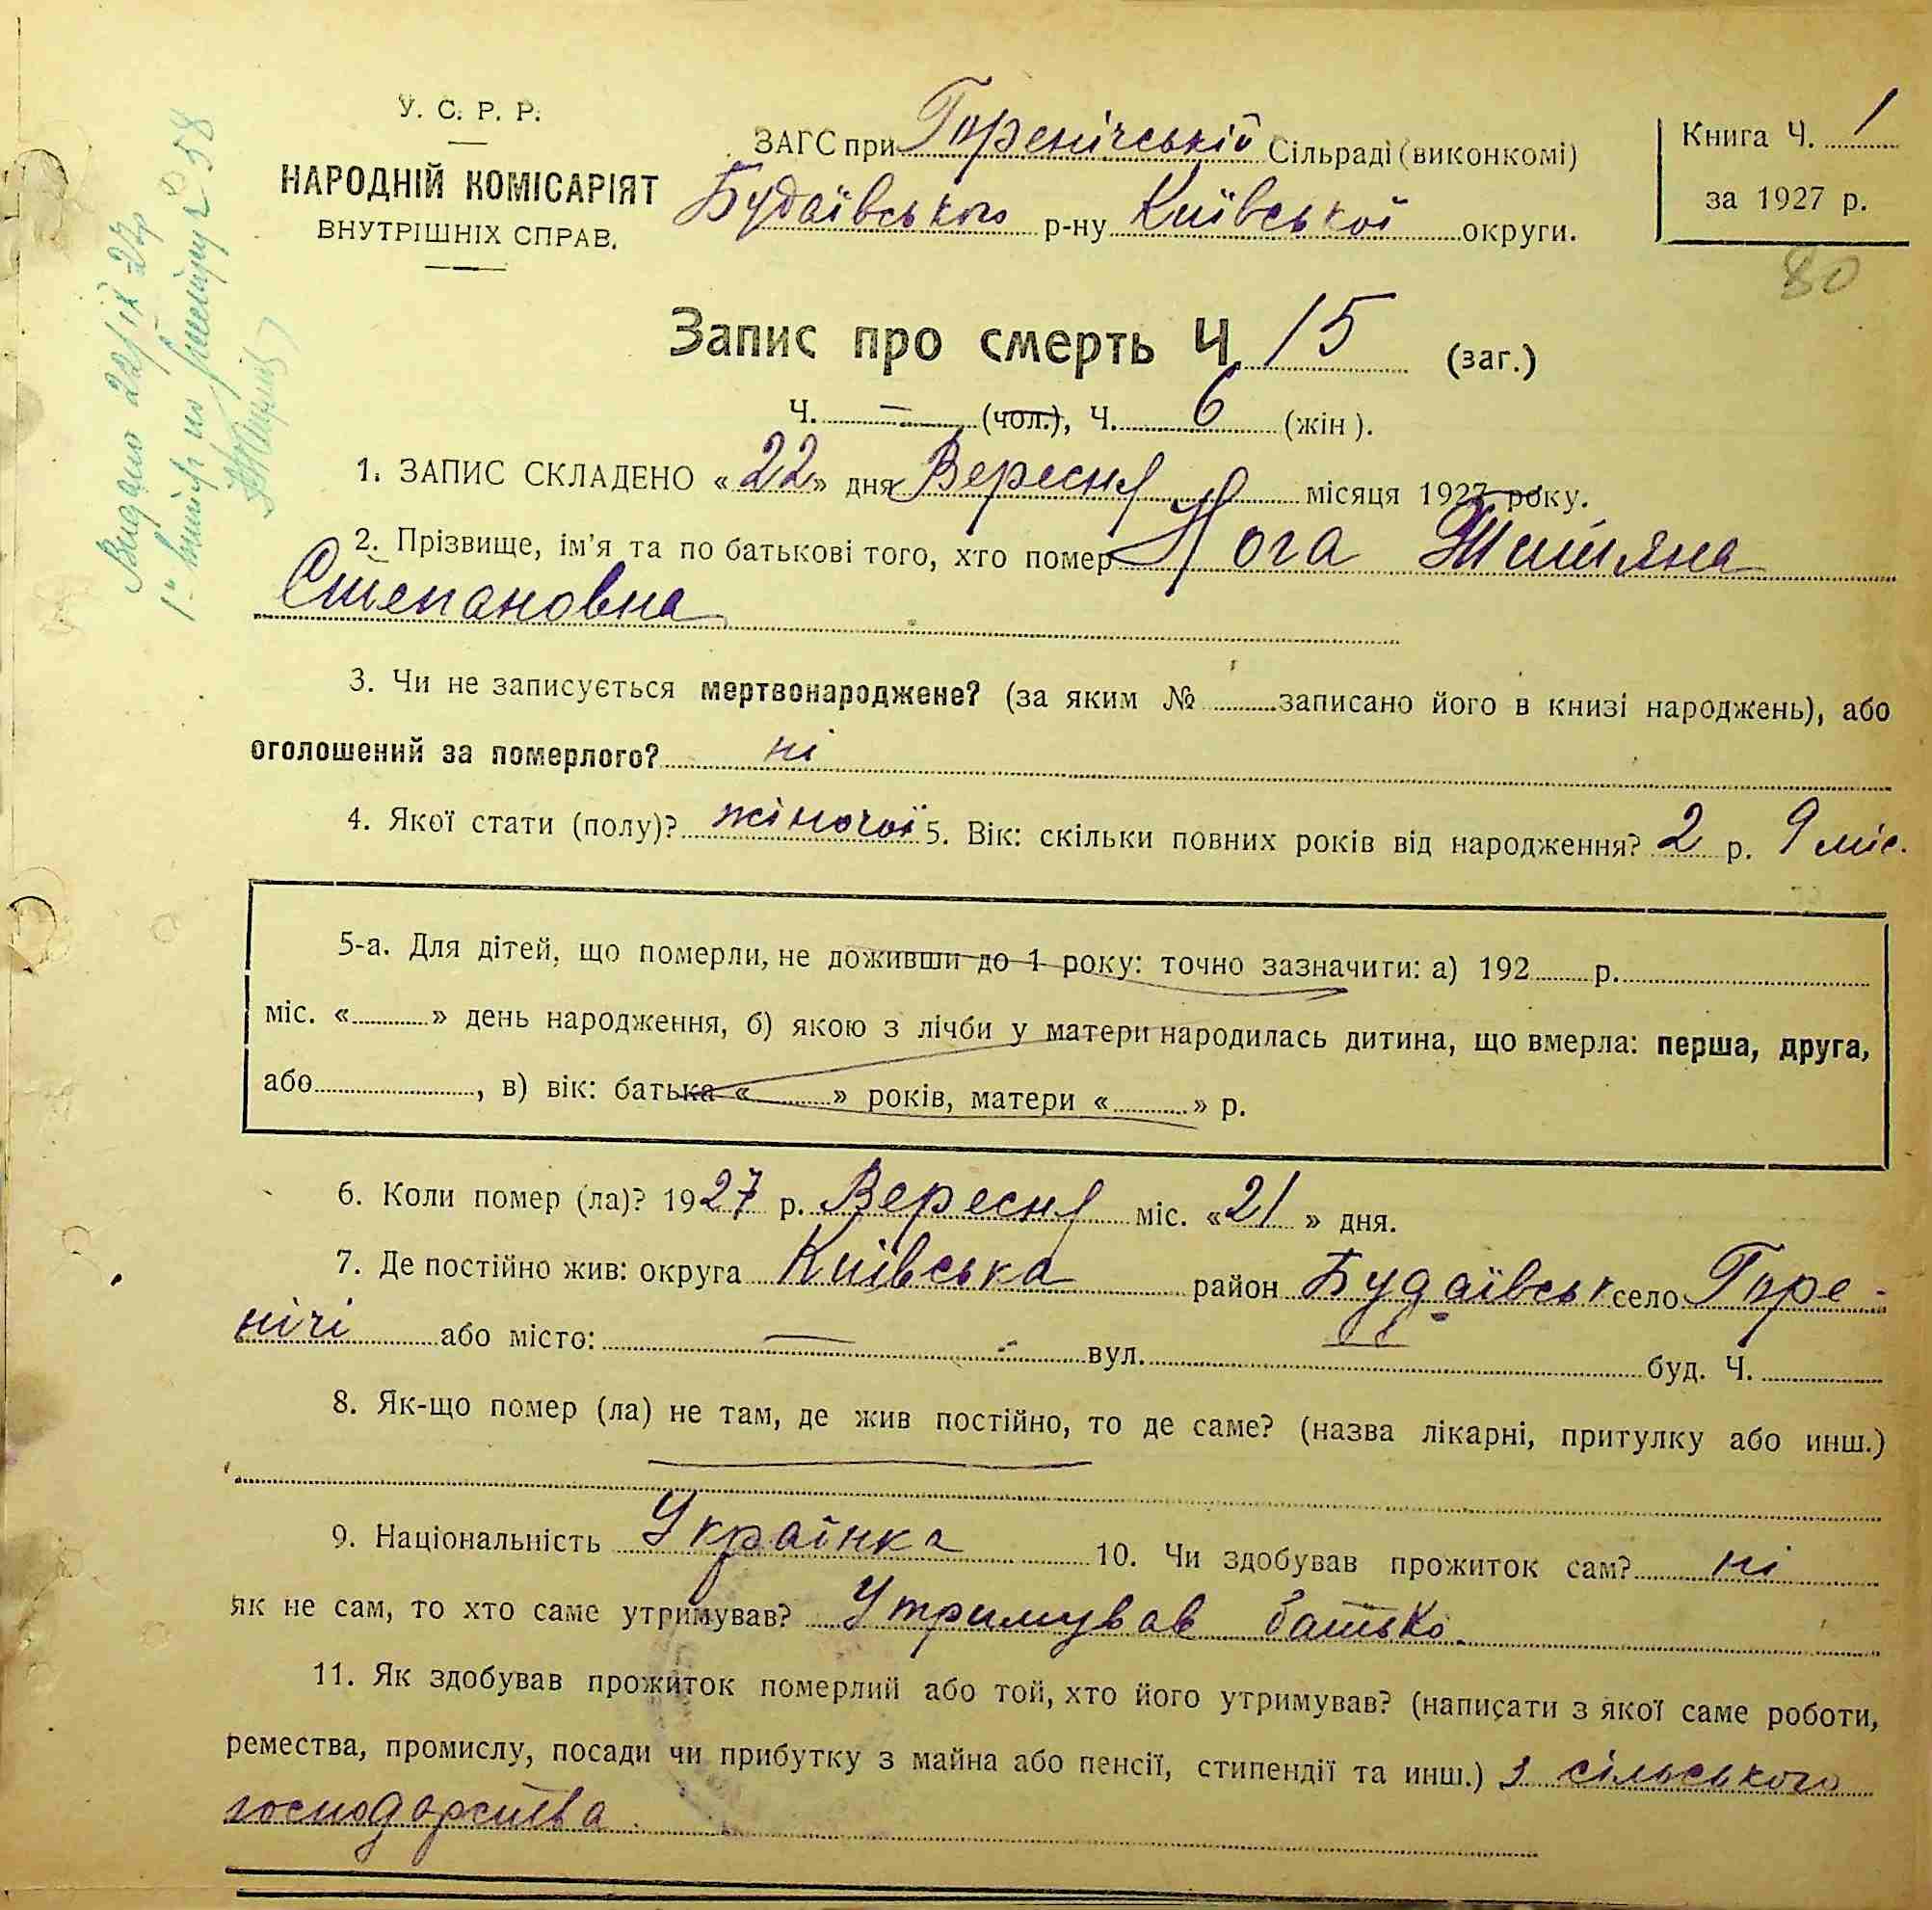 У. С. Р. Р.
НАРОДНІЙ КОМІСАРІЯТ
ВНУТРІШНІХ СПРАВ.
ЗАГС при Горенічській Сільраді (виконкомі)
Будаївського р-ну Київської округи.
Книга Ч. 1
за 1927 р.
80
Видано 22/IX 27 р
Запис про смерть Ч. 15 (заг.)
Ч. — (чол.), Ч. 6 (жін).
1. ЗАПИС СКЛАДЕНО «22» дня Вересня місяця 1927 року.
2. Прізвище, ім'я та по батькові того, хто помер Нога Титяна
Степановна
3. Чи не записується мертвонароджене? (за яким № записано його в книзі народжень), або
оголошений за померлого? ні
4. Якої стати (полу)? жіночої 5. Вік: скільки повних років від народження? 2 р. 9 міс.
5-а. Для дітей, що померли, не доживши до 1 року: точно зазначити: а) 192 р.
міс. « » день народження, б) якою з лічби у матери народилась дитина, що вмерла: перша, друга,
або , в) вік: батька « » років, матери « » р.
6. Коли помер (ла)? 1927 р. Вересня міс. «21» дня.
7. Де постійно жив: округа Київська район Будаївськ село Горе-
нічі або місто: — вул. буд. Ч.
8. Як-що помер (ла) не там, де жив постійно, то де саме? (назва лікарні, притулку або инш.)
9. Національність Українка 10. Чи здобував прожиток сам? ні
як не сам, то хто саме утримував? Утримував батько.
11. Як здобував прожиток померлий або той, хто його утримував? (написати з якої саме роботи,
ремества, промислу, посади чи прибутку з майна або пенсії, стипендії та инш.) з сільського
господарства.